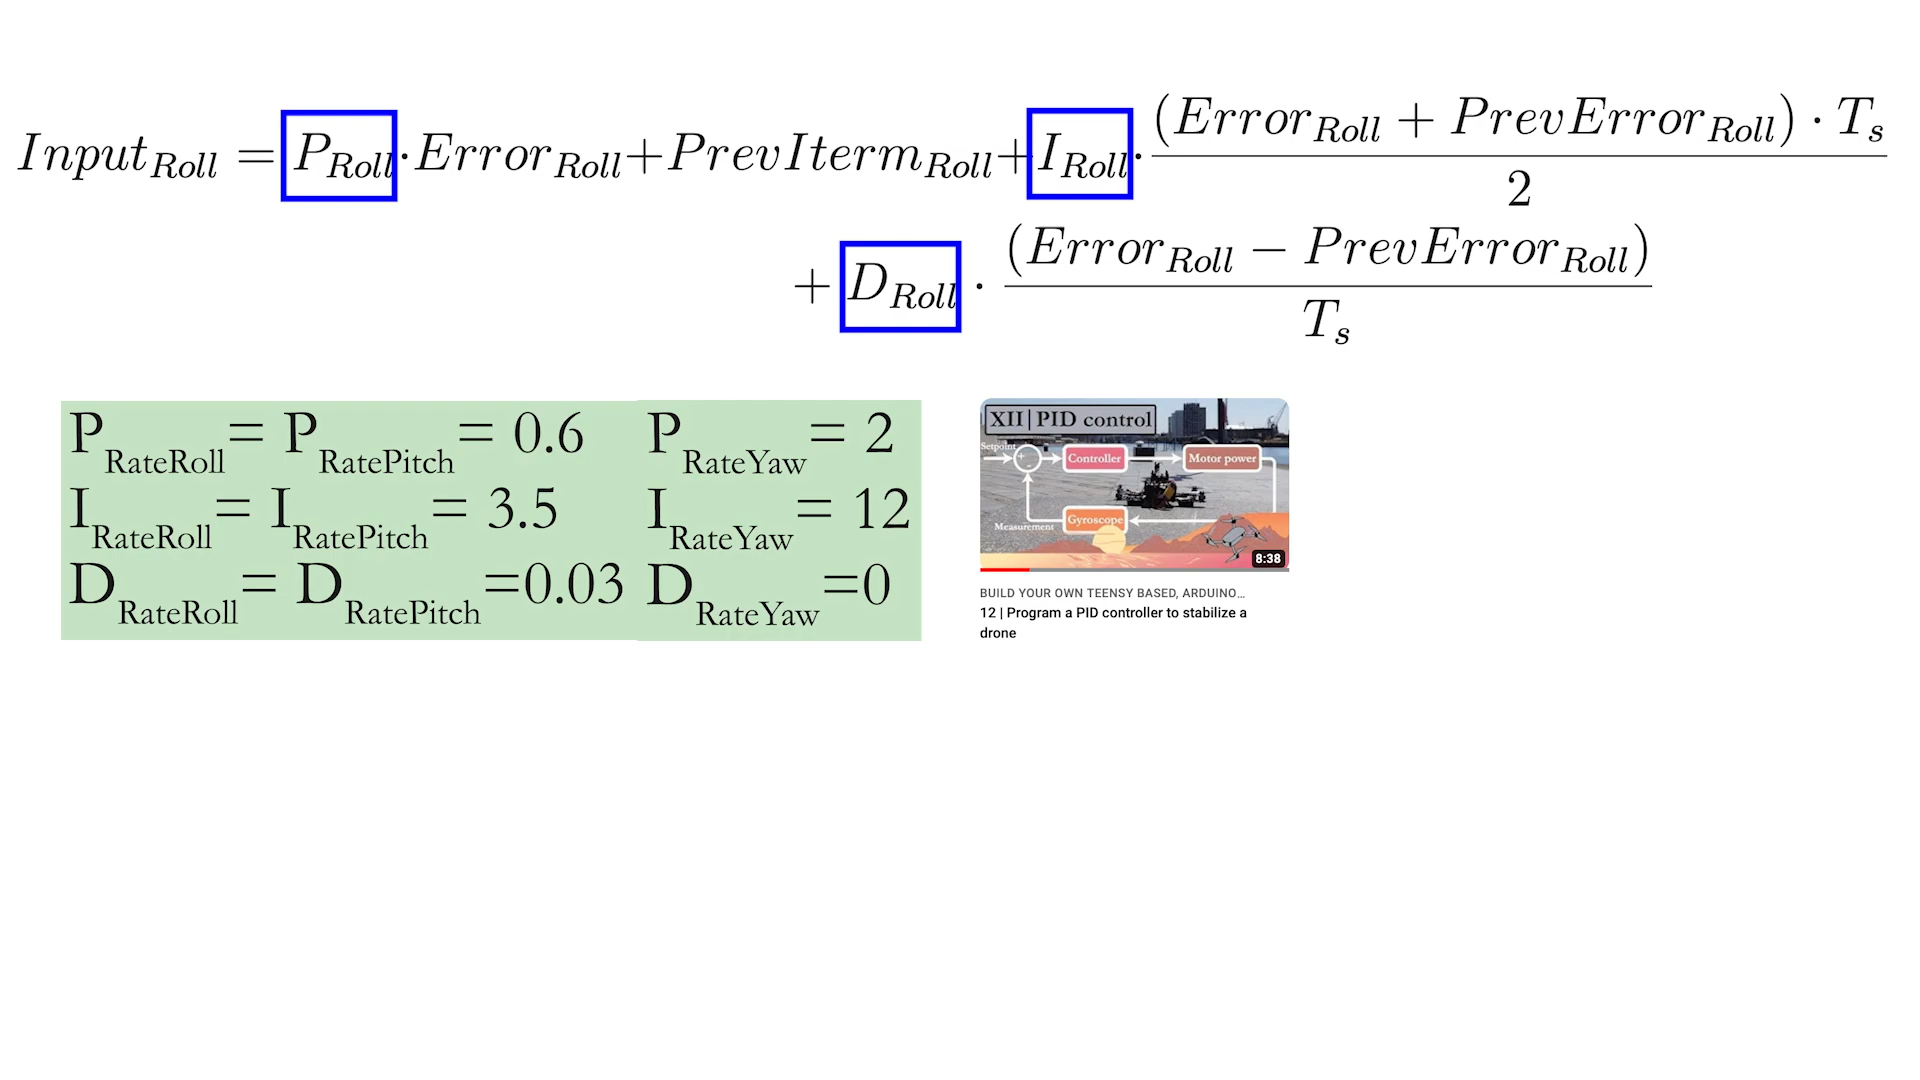 Input_Roll = P_Roll · Error_Roll + PrevIterm_Roll + I_Roll · (Error_Roll + PrevError_Roll) · T_s / 2
+ D_Roll · (Error_Roll − PrevError_Roll) / T_s
P_RateRoll = P_RatePitch = 0.6
I_RateRoll = I_RatePitch = 3.5
D_RateRoll = D_RatePitch =0.03
P_RateYaw = 2
I_RateYaw = 12
D_RateYaw =0
XII | PID control
Setpoint
+
-
Controller
Motor power
Measurement
Gyroscope
8:38
BUILD YOUR OWN TEENSY BASED, ARDUINO...
12 | Program a PID controller to stabilize a
drone